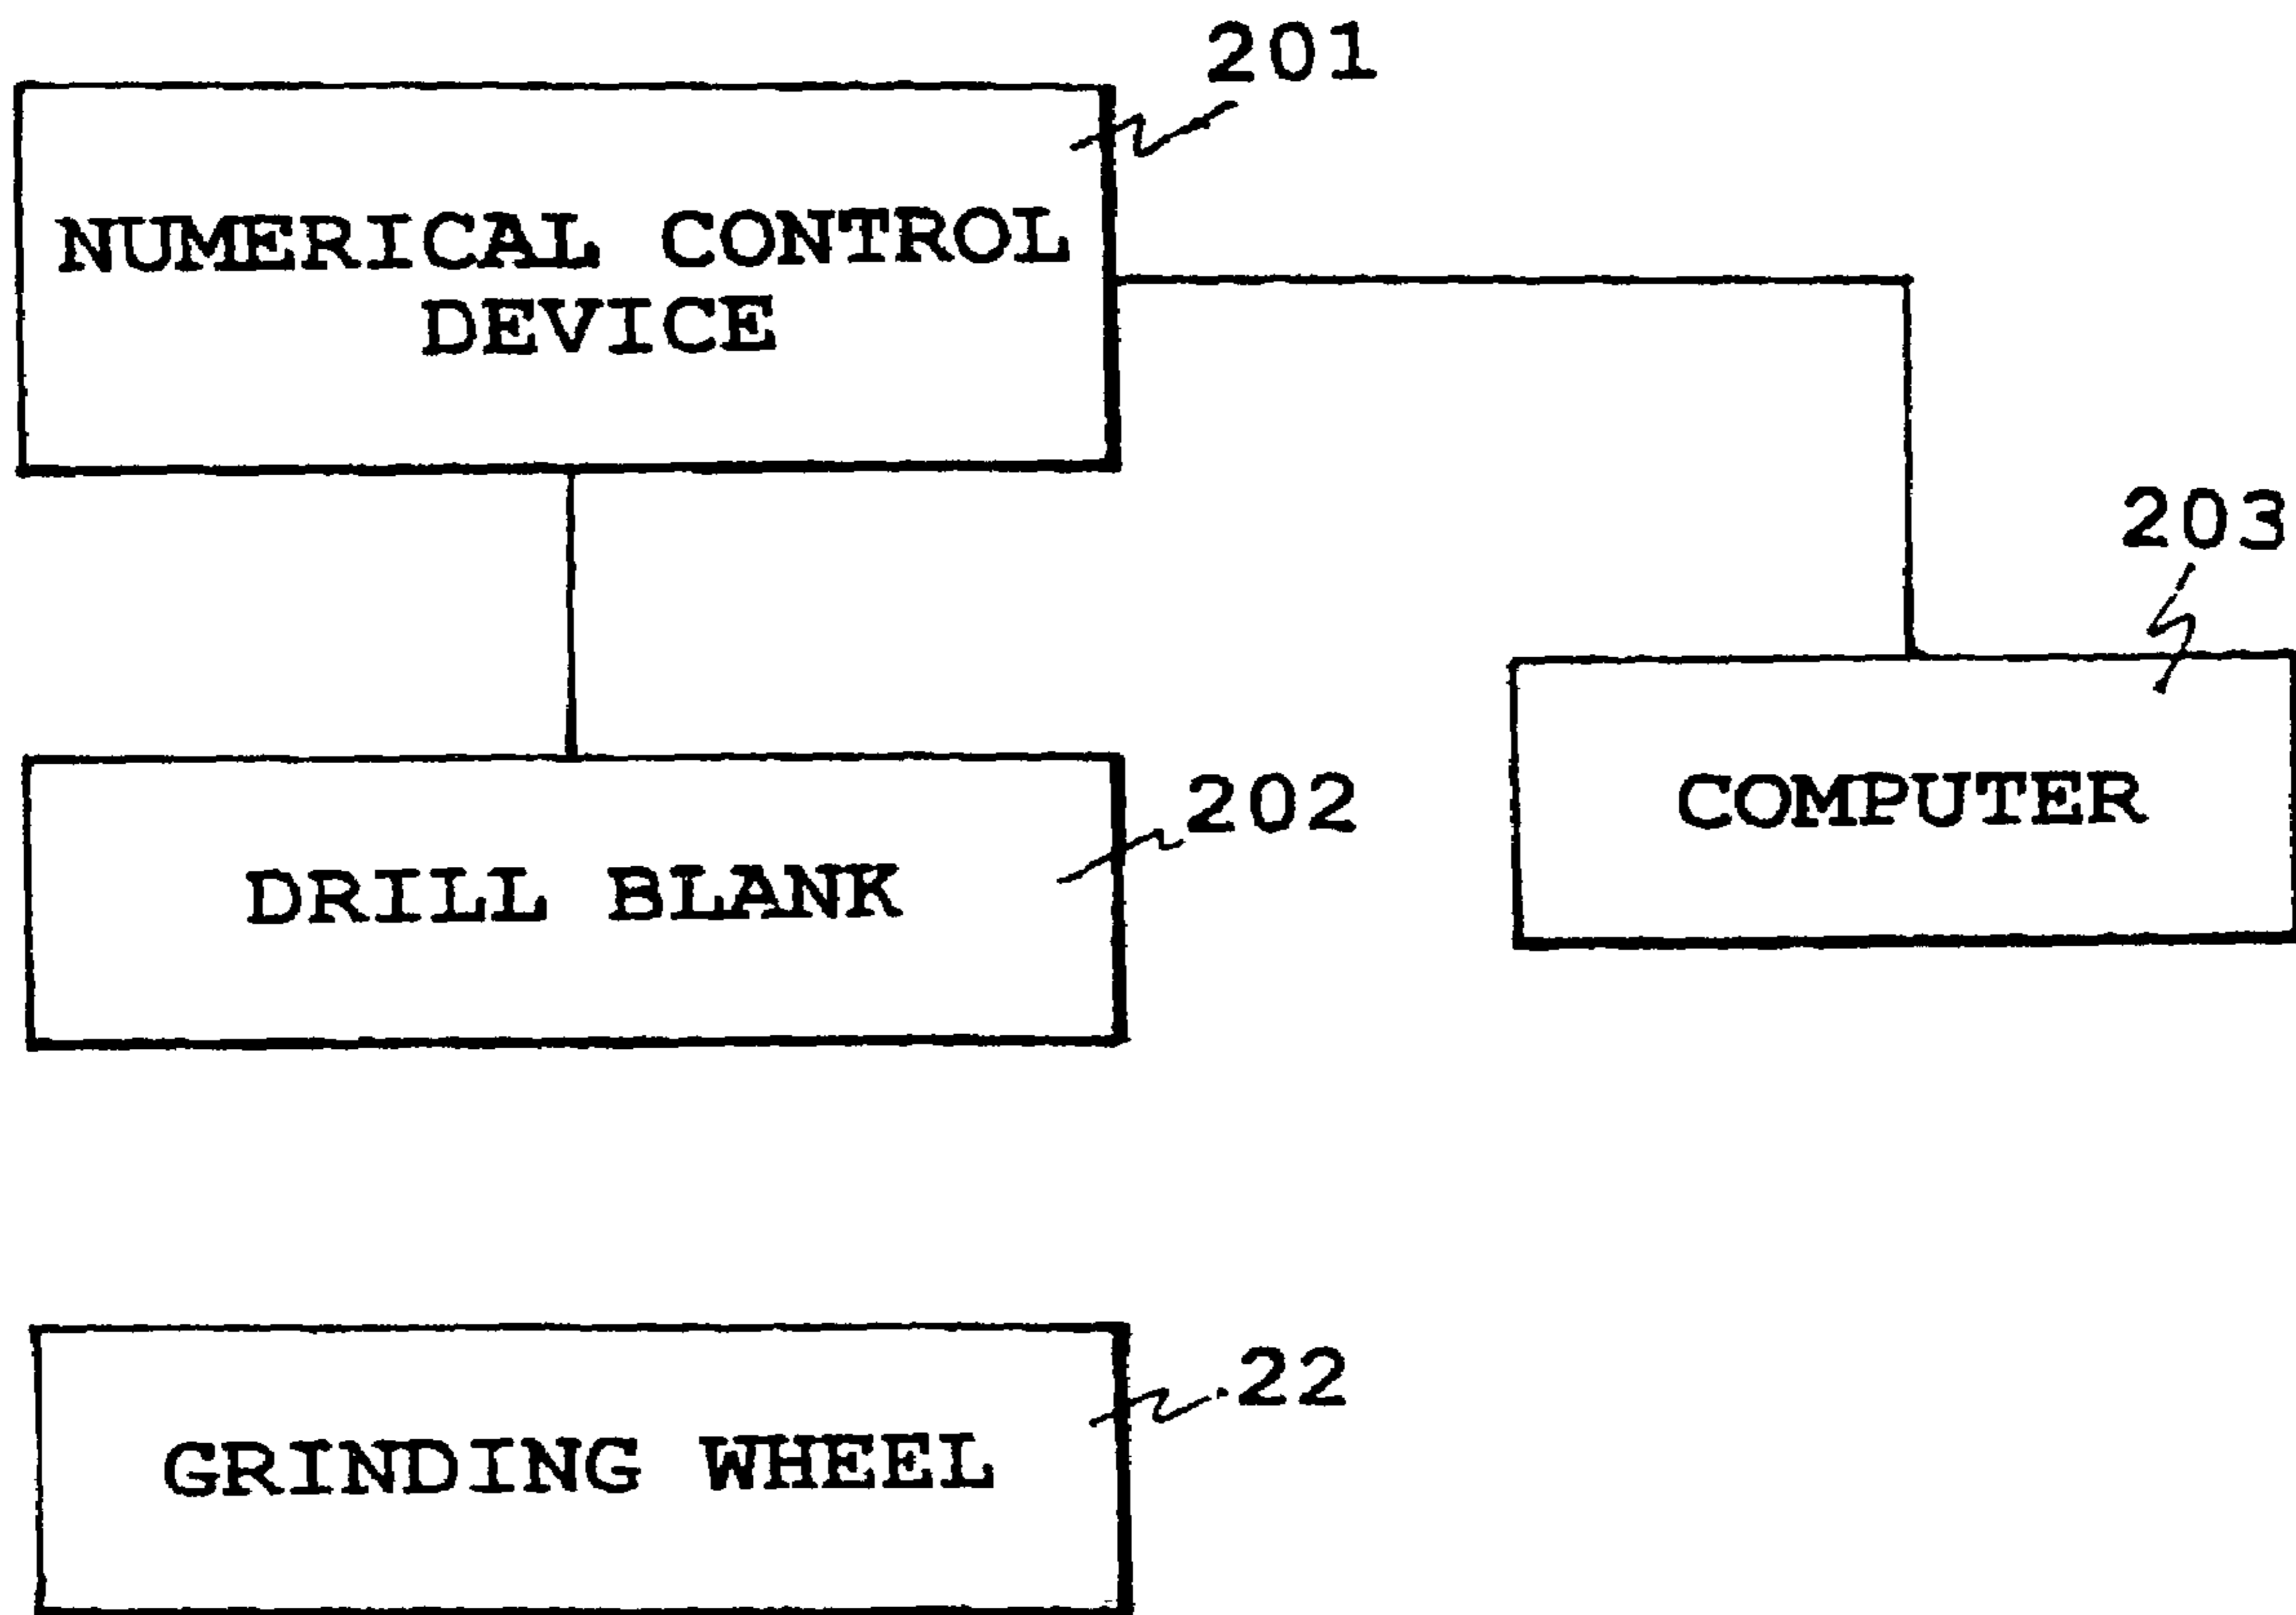 201
NUMERICAL CONTROL
DEVICE
203
202
COMPUTER
DRILL BLANK
22
GRINDING WHEEL